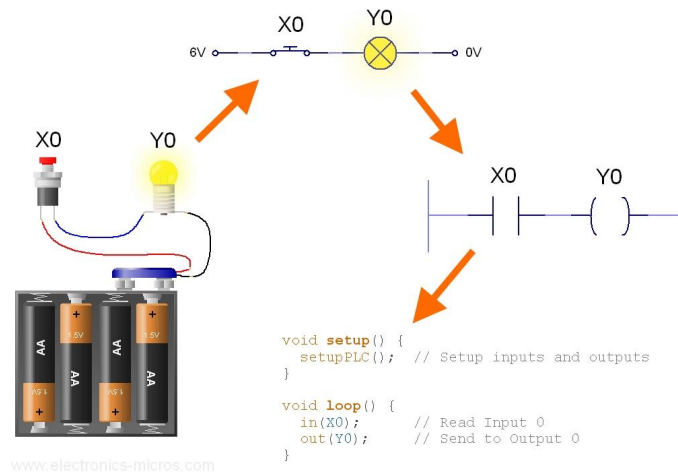 X0
Y0
6V
0V
X0
Y0
X0
Y0
+
1.5V
AA
AA
AA
AA
1.5V
+
+
1.5V
1.5V
+
void setup() {
setupPLC(); // Setup inputs and outputs
}
void loop() {
in(X0); // Read Input 0
out(Y0); // Send to Output 0
}
www.electronics-micros.com